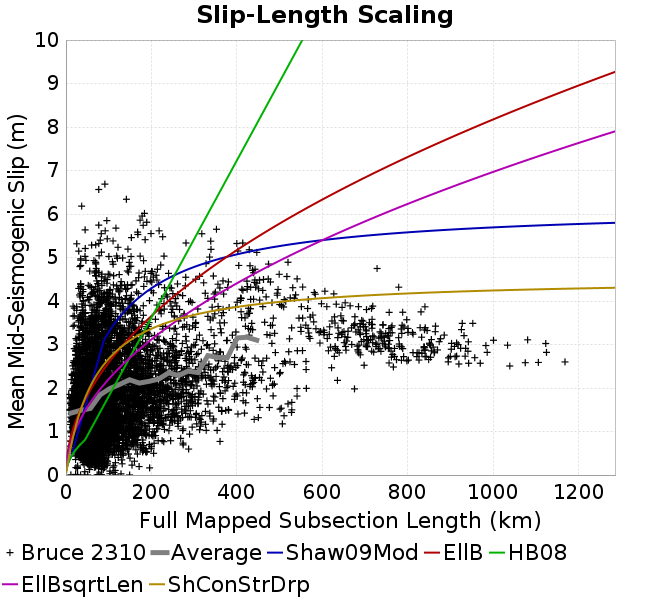 Slip-Length Scaling
Mean Mid-Seismogenic Slip (m)
10
9
8
7
6
5
4
3
2
1
0
0 200 400 600 800 1000 1200
Full Mapped Subsection Length (km)
Bruce 2310 Average Shaw09Mod EllB HB08
EllBsqrtLen ShConStrDrp